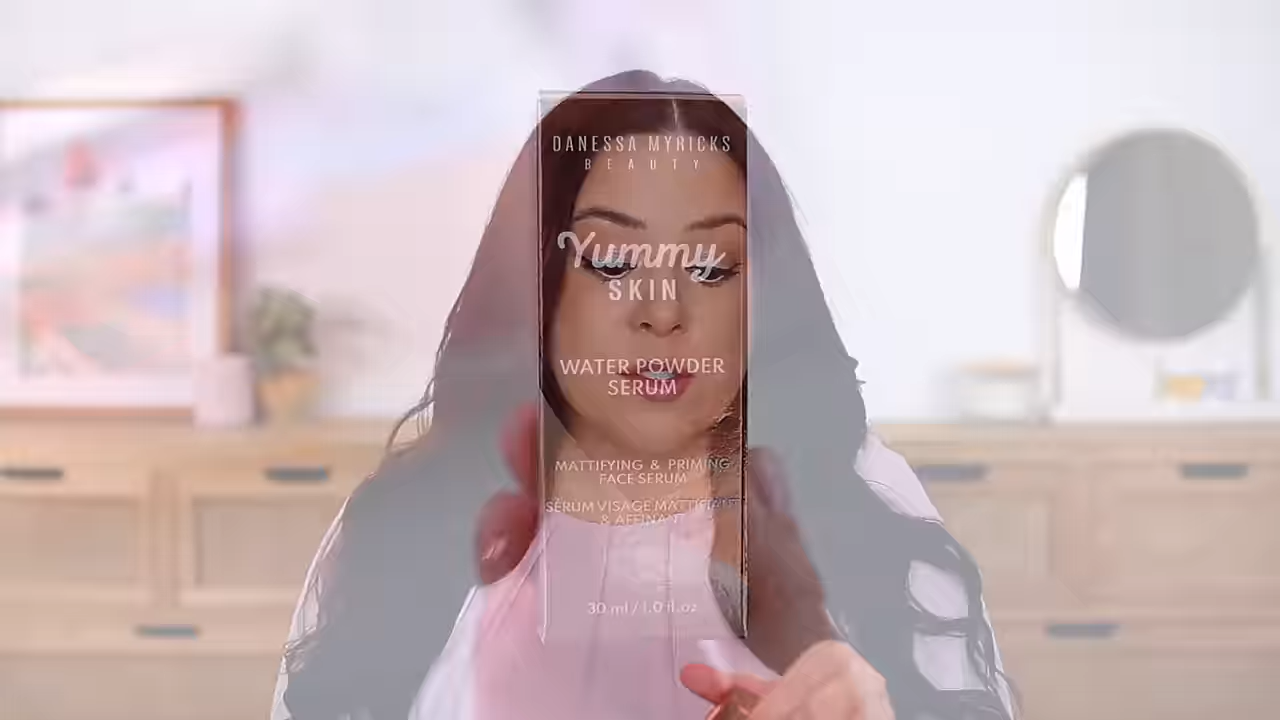 DANESSA MYRICKS
BEAUTY
Yummy
SKIN
WATER POWDER
SERUM
MATTIFYING & PRIMING
FACE SERUM
SÉRUM VISAGE MATIFIANT
& AFFINANT
30 ml / 1.0 fl.oz